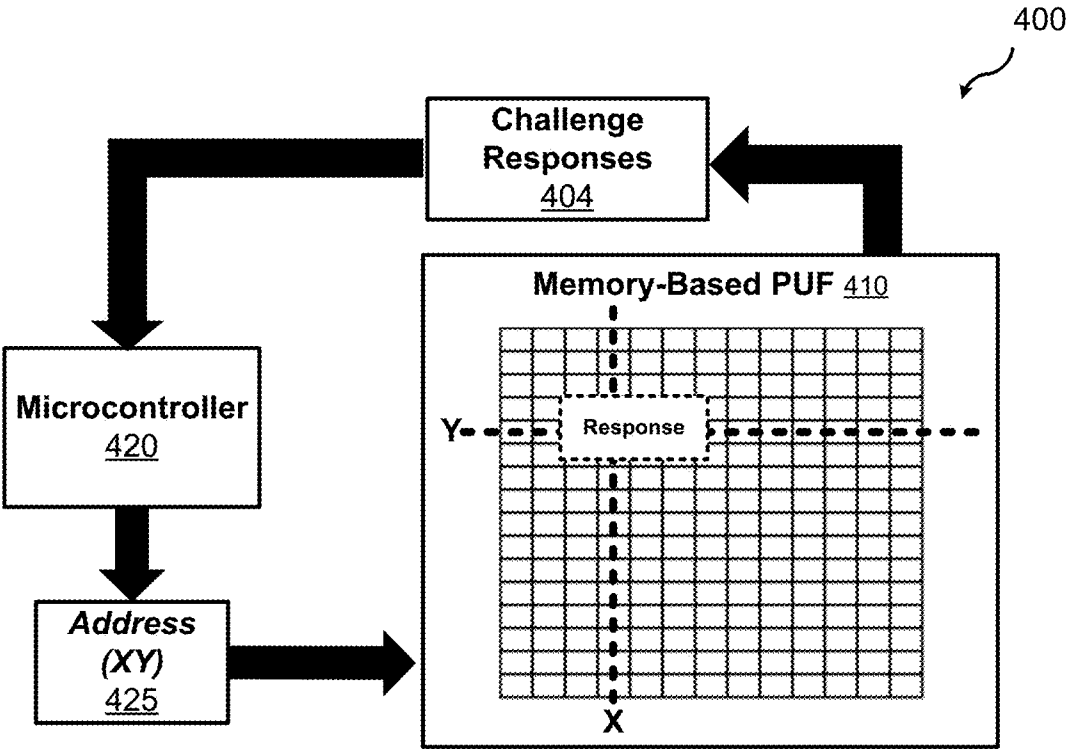 400
Challenge
Responses
404
Memory-Based PUF 410
Microcontroller
420
Y
Response
Address
(XY)
425
X